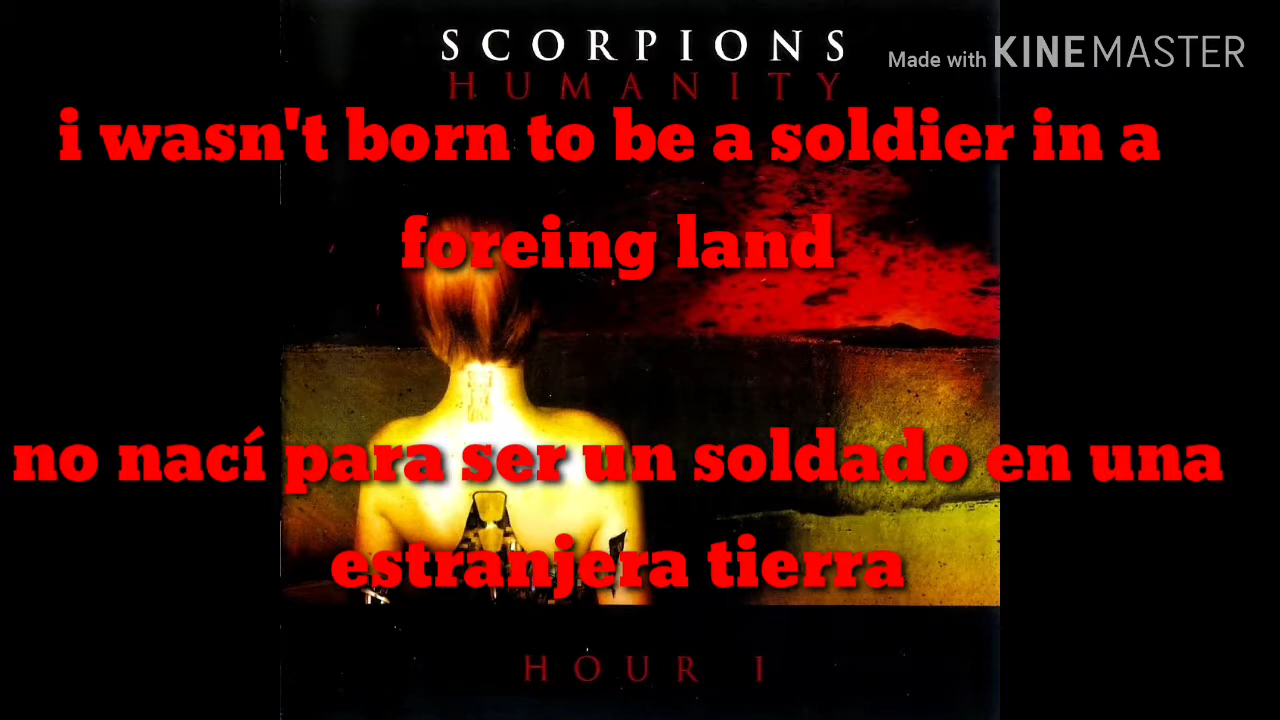 SCORPIONS
Made with KINEMASTER
HUMANITY
i wasn't born to be a soldier in a
foreing land
no nací para ser un soldado en una
estranjera tierra
HOUR I